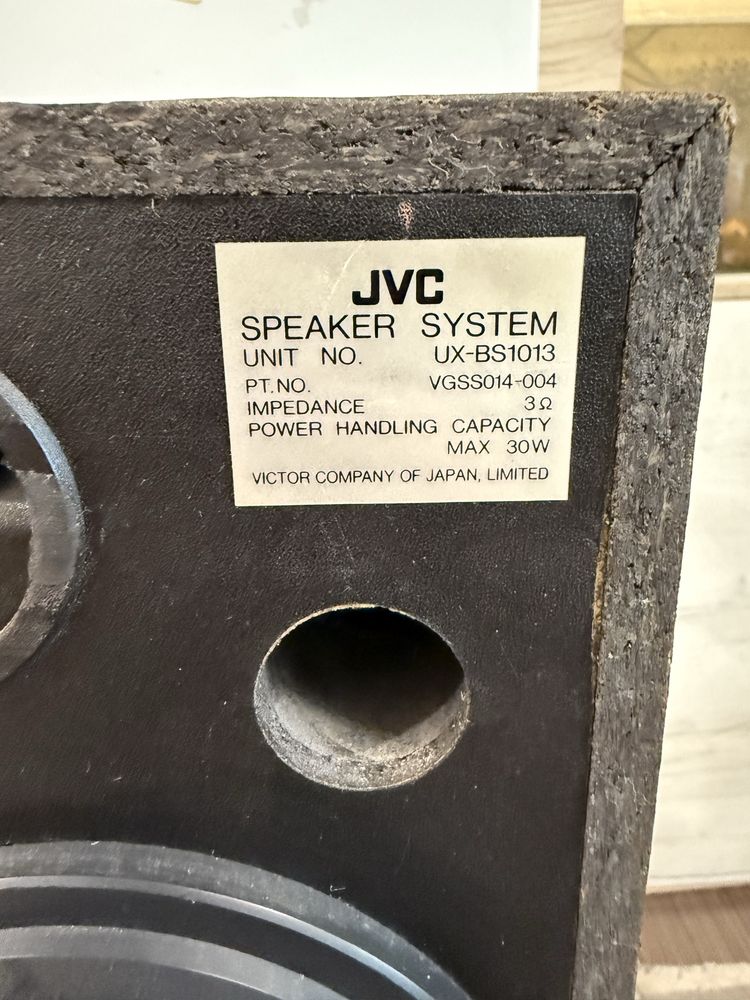 JVC
SPEAKER SYSTEM
UNIT NO. UX-BS1013
PT.NO. VGSS014-004
IMPEDANCE 3Ω
POWER HANDLING CAPACITY
MAX 30W
VICTOR COMPANY OF JAPAN, LIMITED